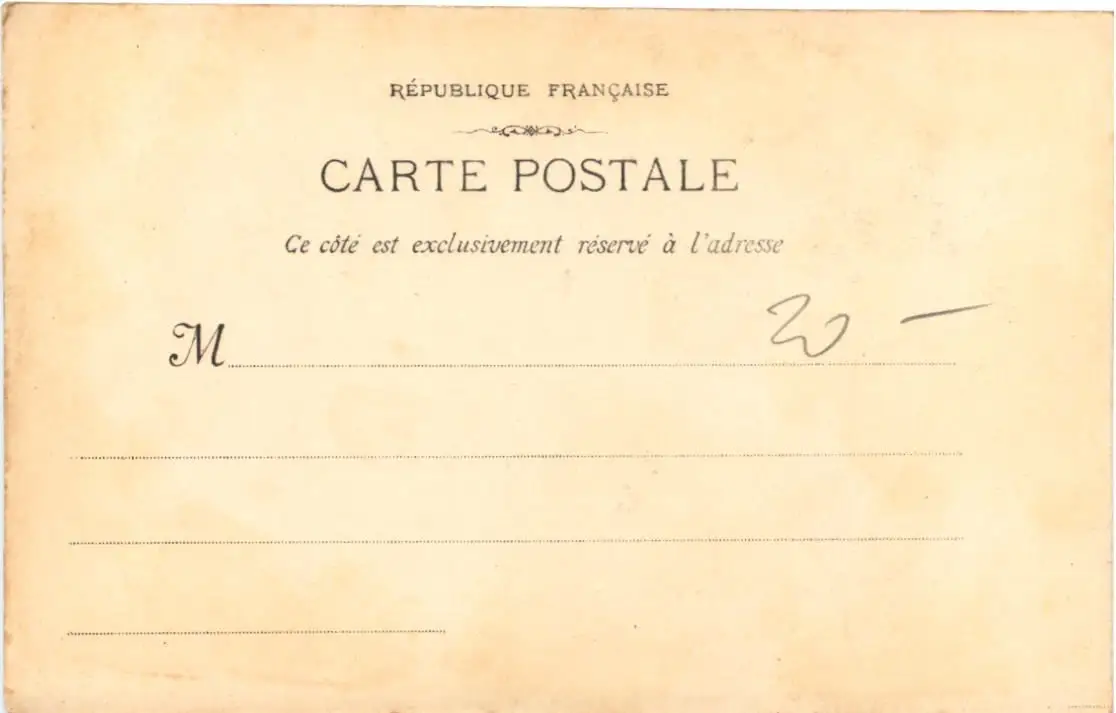 RÉPUBLIQUE FRANÇAISE
CARTE POSTALE
Ce côté est exclusivement réservé à l'adresse
20 —
M